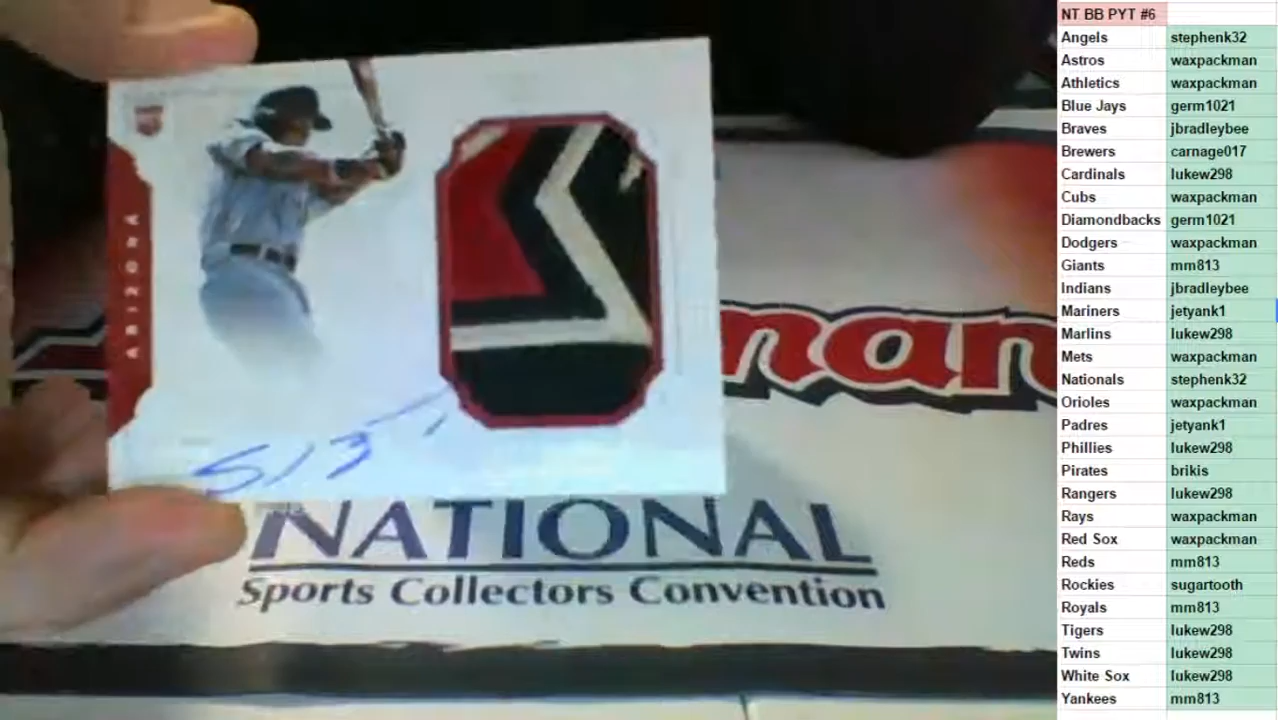 NT BB PYT #6
Angels stephenk32
Astros waxpackman
Athletics waxpackman
Blue Jays germ1021
Braves jbradleybee
Brewers carnage017
Cardinals lukew298
Cubs waxpackman
Diamondbacks germ1021
Dodgers waxpackman
Giants mm813
Indians jbradleybee
Mariners jetyank1
Marlins lukew298
Mets waxpackman
Nationals stephenk32
Orioles waxpackman
Padres jetyank1
Phillies lukew298
Pirates brikis
Rangers lukew298
Rays waxpackman
Red Sox waxpackman
Reds mm813
Rockies sugartooth
Royals mm813
Tigers lukew298
Twins lukew298
White Sox lukew298
Yankees mm813
ARIZONA
man
NATIONAL
Sports Collectors Convention